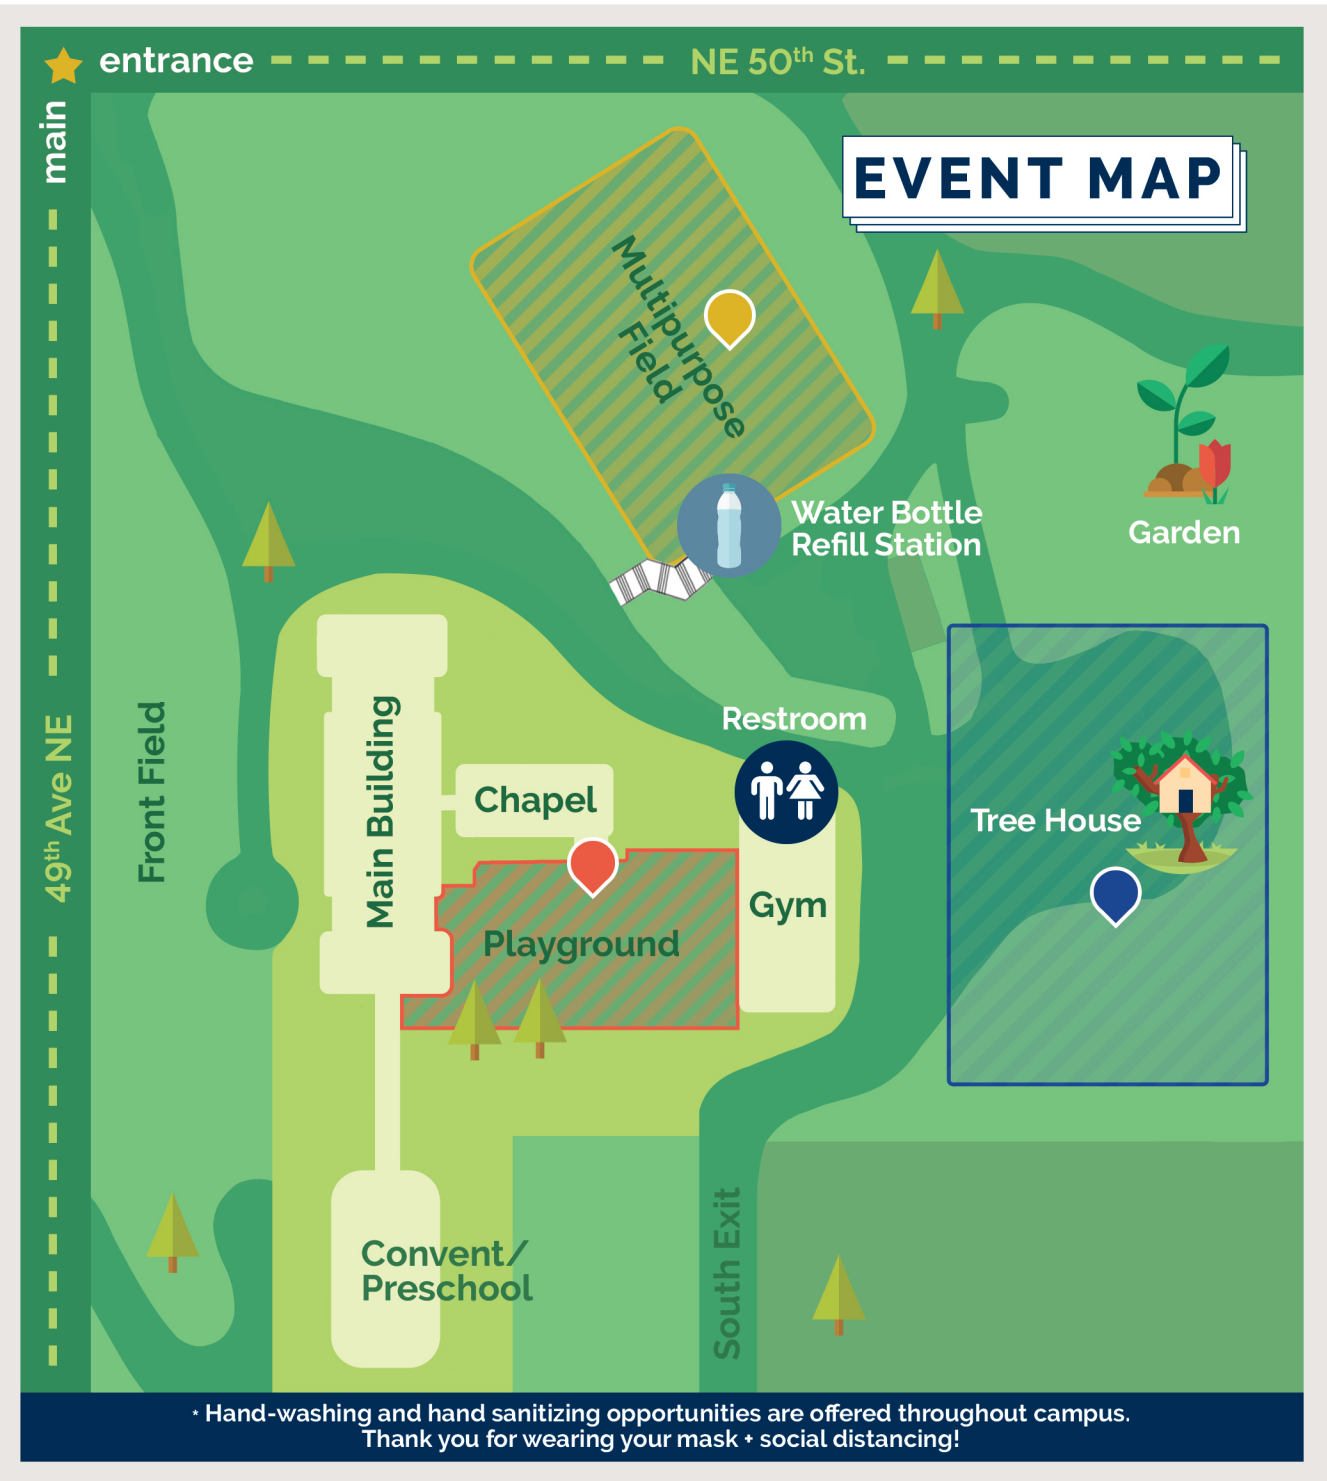 entrance
NE 50th St.
main
EVENT MAP
Multipurpose
Field
Water Bottle
Refill Station
Garden
49th Ave NE
Front Field
Main Building
Chapel
Restroom
Tree House
Gym
Playground
Convent/
Preschool
South Exit
* Hand-washing and hand sanitizing opportunities are offered throughout campus.
Thank you for wearing your mask + social distancing!